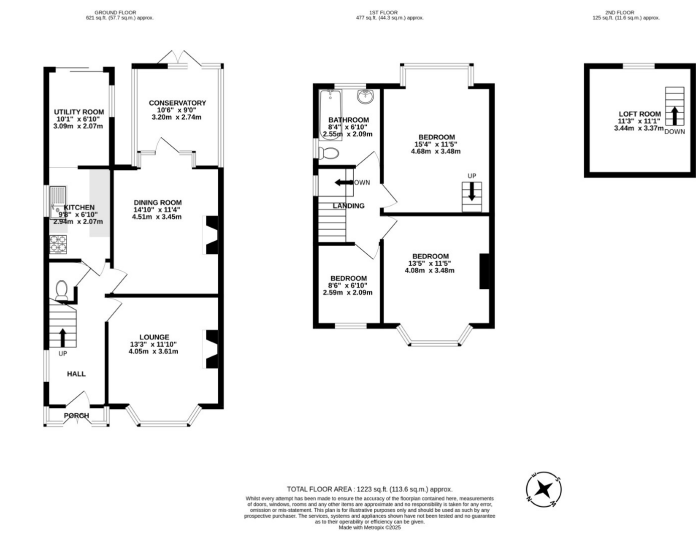 GROUND FLOOR
621 sq.ft. (57.7 sq.m.) approx.
1ST FLOOR
477 sq.ft. (44.3 sq.m.) approx.
2ND FLOOR
125 sq.ft. (11.6 sq.m.) approx.
UTILITY ROOM
10'1" x 6'10"
3.09m x 2.07m
CONSERVATORY
10'6" x 9'0"
3.20m x 2.74m
KITCHEN
9'8" x 6'10"
2.94m x 2.07m
DINING ROOM
14'10" x 11'4"
4.51m x 3.45m
LOUNGE
13'3" x 11'10"
4.05m x 3.61m
UP
HALL
PORCH
BATHROOM
8'4" x 6'10"
2.55m x 2.09m
BEDROOM
15'4" x 11'5"
4.68m x 3.48m
UP
DOWN
LANDING
BEDROOM
8'6" x 6'10"
2.59m x 2.09m
BEDROOM
13'5" x 11'5"
4.08m x 3.48m
LOFT ROOM
11'3" x 11'1"
3.44m x 3.37m
DOWN
TOTAL FLOOR AREA : 1223 sq.ft. (113.6 sq.m.) approx.
Whilst every attempt has been made to ensure the accuracy of the floorplan contained here, measurements
of doors, windows, rooms and any other items are approximate and no responsibility is taken for any error,
omission or mis-statement. This plan is for illustrative purposes only and should be used as such by any
prospective purchaser. The services, systems and appliances shown have not been tested and no guarantee
as to their operability or efficiency can be given.
Made with Metropix ©2025